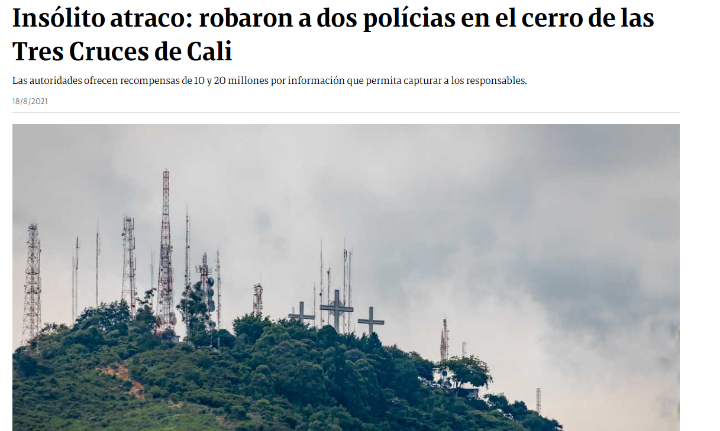 Insólito atraco: robaron a dos polícias en el cerro de las
Tres Cruces de Cali
Las autoridades ofrecen recompensas de 10 y 20 millones por información que permita capturar a los responsables.
18/8/2021